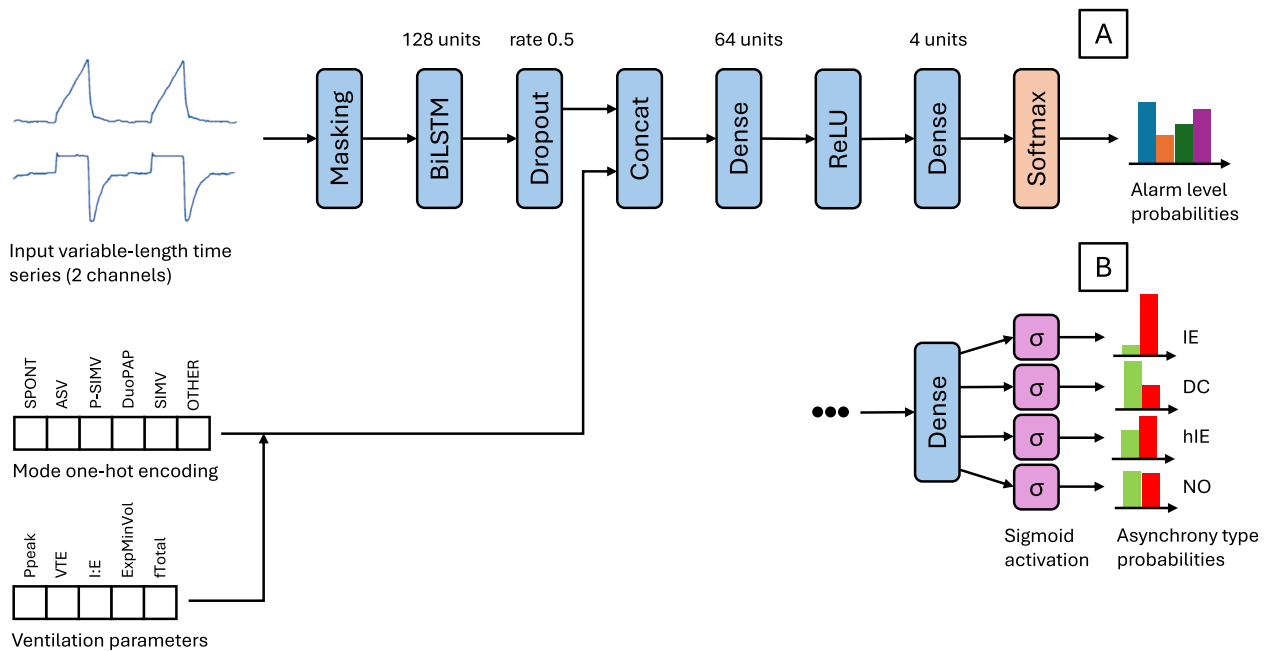 128 units
rate 0.5
64 units
4 units
A
Masking
BiLSTM
Dropout
Concat
Dense
ReLU
Dense
Softmax
Alarm level
probabilities
Input variable-length time
series (2 channels)
B
SPONT
ASV
P-SIMV
DuoPAP
SIMV
OTHER
Mode one-hot encoding
Dense
σ
IE
σ
DC
σ
hIE
σ
NO
Sigmoid
activation
Asynchrony type
probabilities
Ppeak
VTE
I:E
ExpMinVol
fTotal
Ventilation parameters